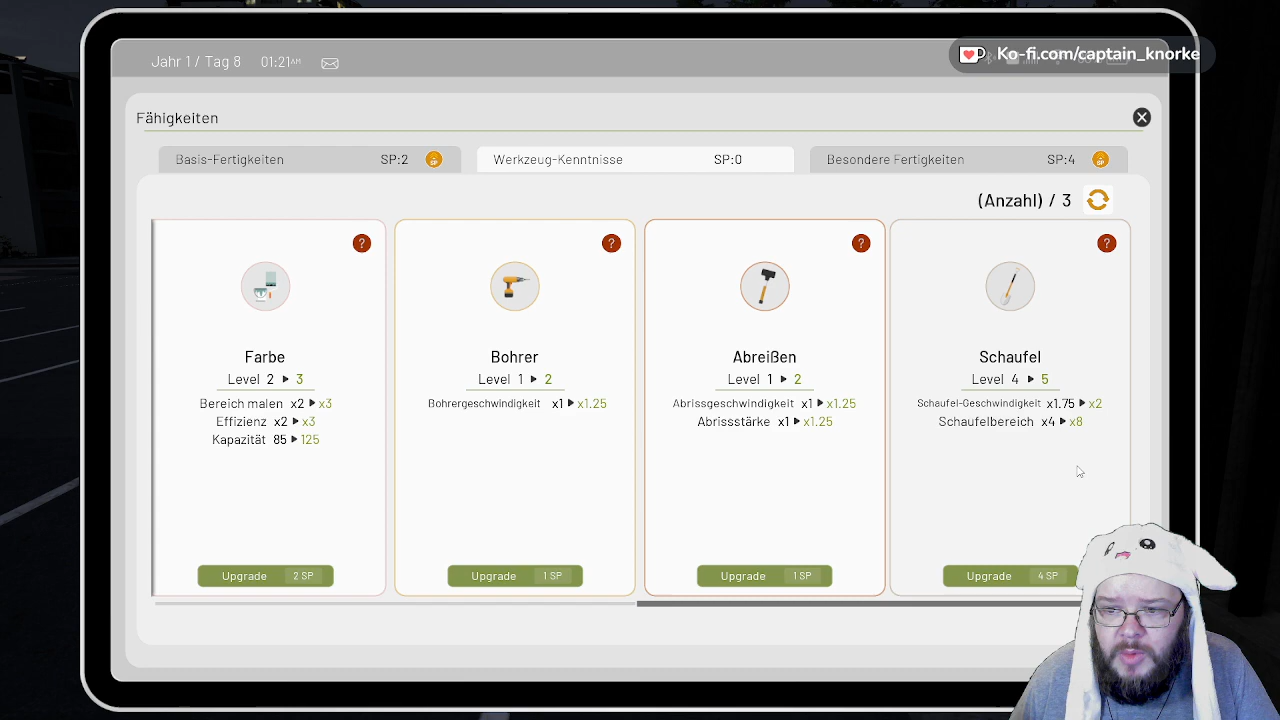 Jahr 1 / Tag 8 01:21AM
Ko-fi.com/captain_knorke
Fähigkeiten
Basis-Fertigkeiten SP:2 SP
Werkzeug-Kenntnisse SP:0
Besondere Fertigkeiten SP:4 SP
(Anzahl) / 3
?
?
?
?
Farbe
Level 2 ▶ 3
Bereich malen x2 ▶ x3
Effizienz x2 ▶ x3
Kapazität 85 ▶ 125
Upgrade 2 SP
Bohrer
Level 1 ▶ 2
Bohrergeschwindigkeit x1 ▶ x1.25
Upgrade 1 SP
Abreißen
Level 1 ▶ 2
Abrissgeschwindigkeit x1 ▶ x1.25
Abrissstärke x1 ▶ x1.25
Upgrade 1 SP
Schaufel
Level 4 ▶ 5
Schaufel-Geschwindigkeit x1.75 ▶ x2
Schaufelbereich x4 ▶ x8
Upgrade 4 SP